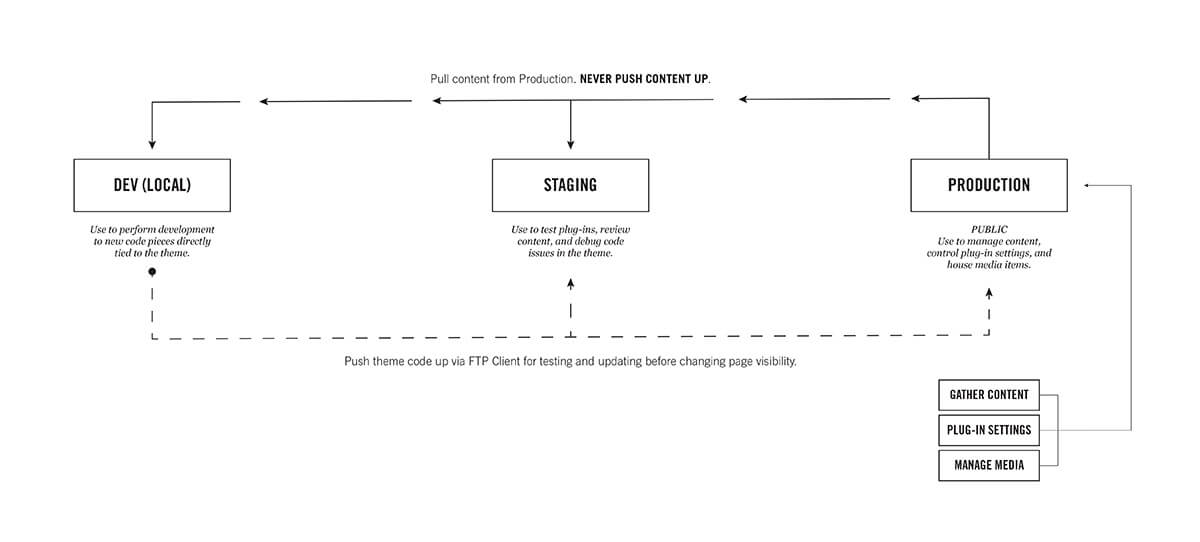 Pull content from Production. NEVER PUSH CONTENT UP.
DEV (LOCAL)
Use to perform development
to new code pieces directly
tied to the theme.
STAGING
Use to test plug-ins, review
content, and debug code
issues in the theme.
PRODUCTION
PUBLIC
Use to manage content,
control plug-in settings, and
house media items.
Push theme code up via FTP Client for testing and updating before changing page visibility.
GATHER CONTENT
PLUG-IN SETTINGS
MANAGE MEDIA